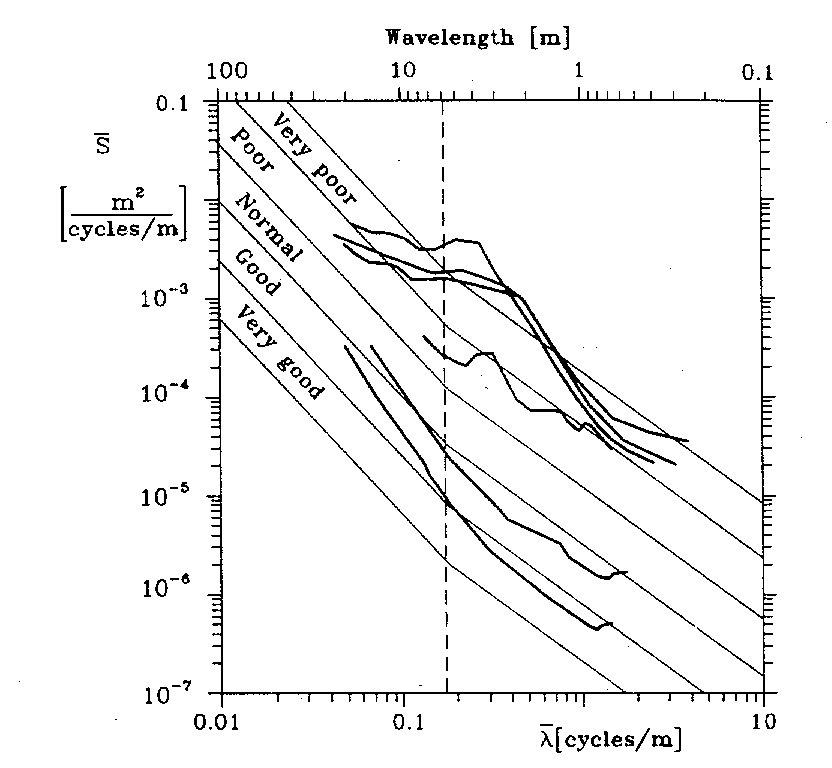 Wavelength [m]
100 10 1 0.1
0.1
S̅
[m²/cycles/m]
10⁻³
10⁻⁴
10⁻⁵
10⁻⁶
10⁻⁷
Very poor
Poor
Normal
Good
Very good
0.01 0.1 10
λ̅[cycles/m]